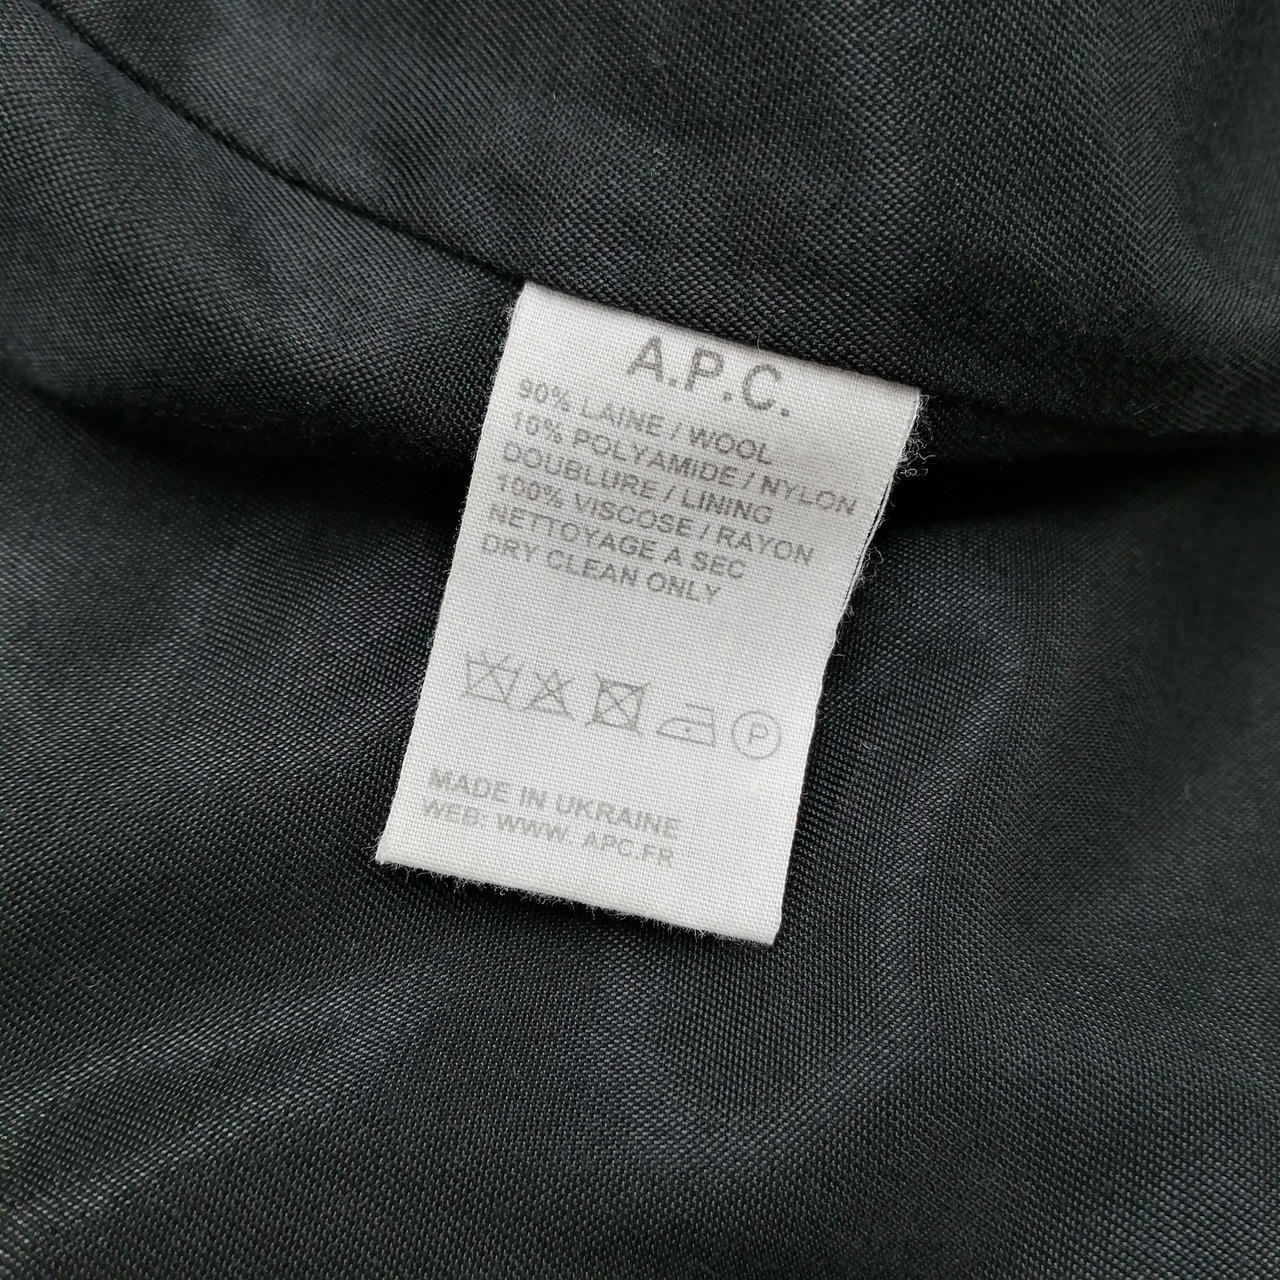 A.P.C.
90% LAINE / WOOL
10% POLYAMIDE / NYLON
DOUBLURE / LINING
100% VISCOSE / RAYON
NETTOYAGE A SEC
DRY CLEAN ONLY
P
MADE IN UKRAINE
WEB: WWW. APC.FR